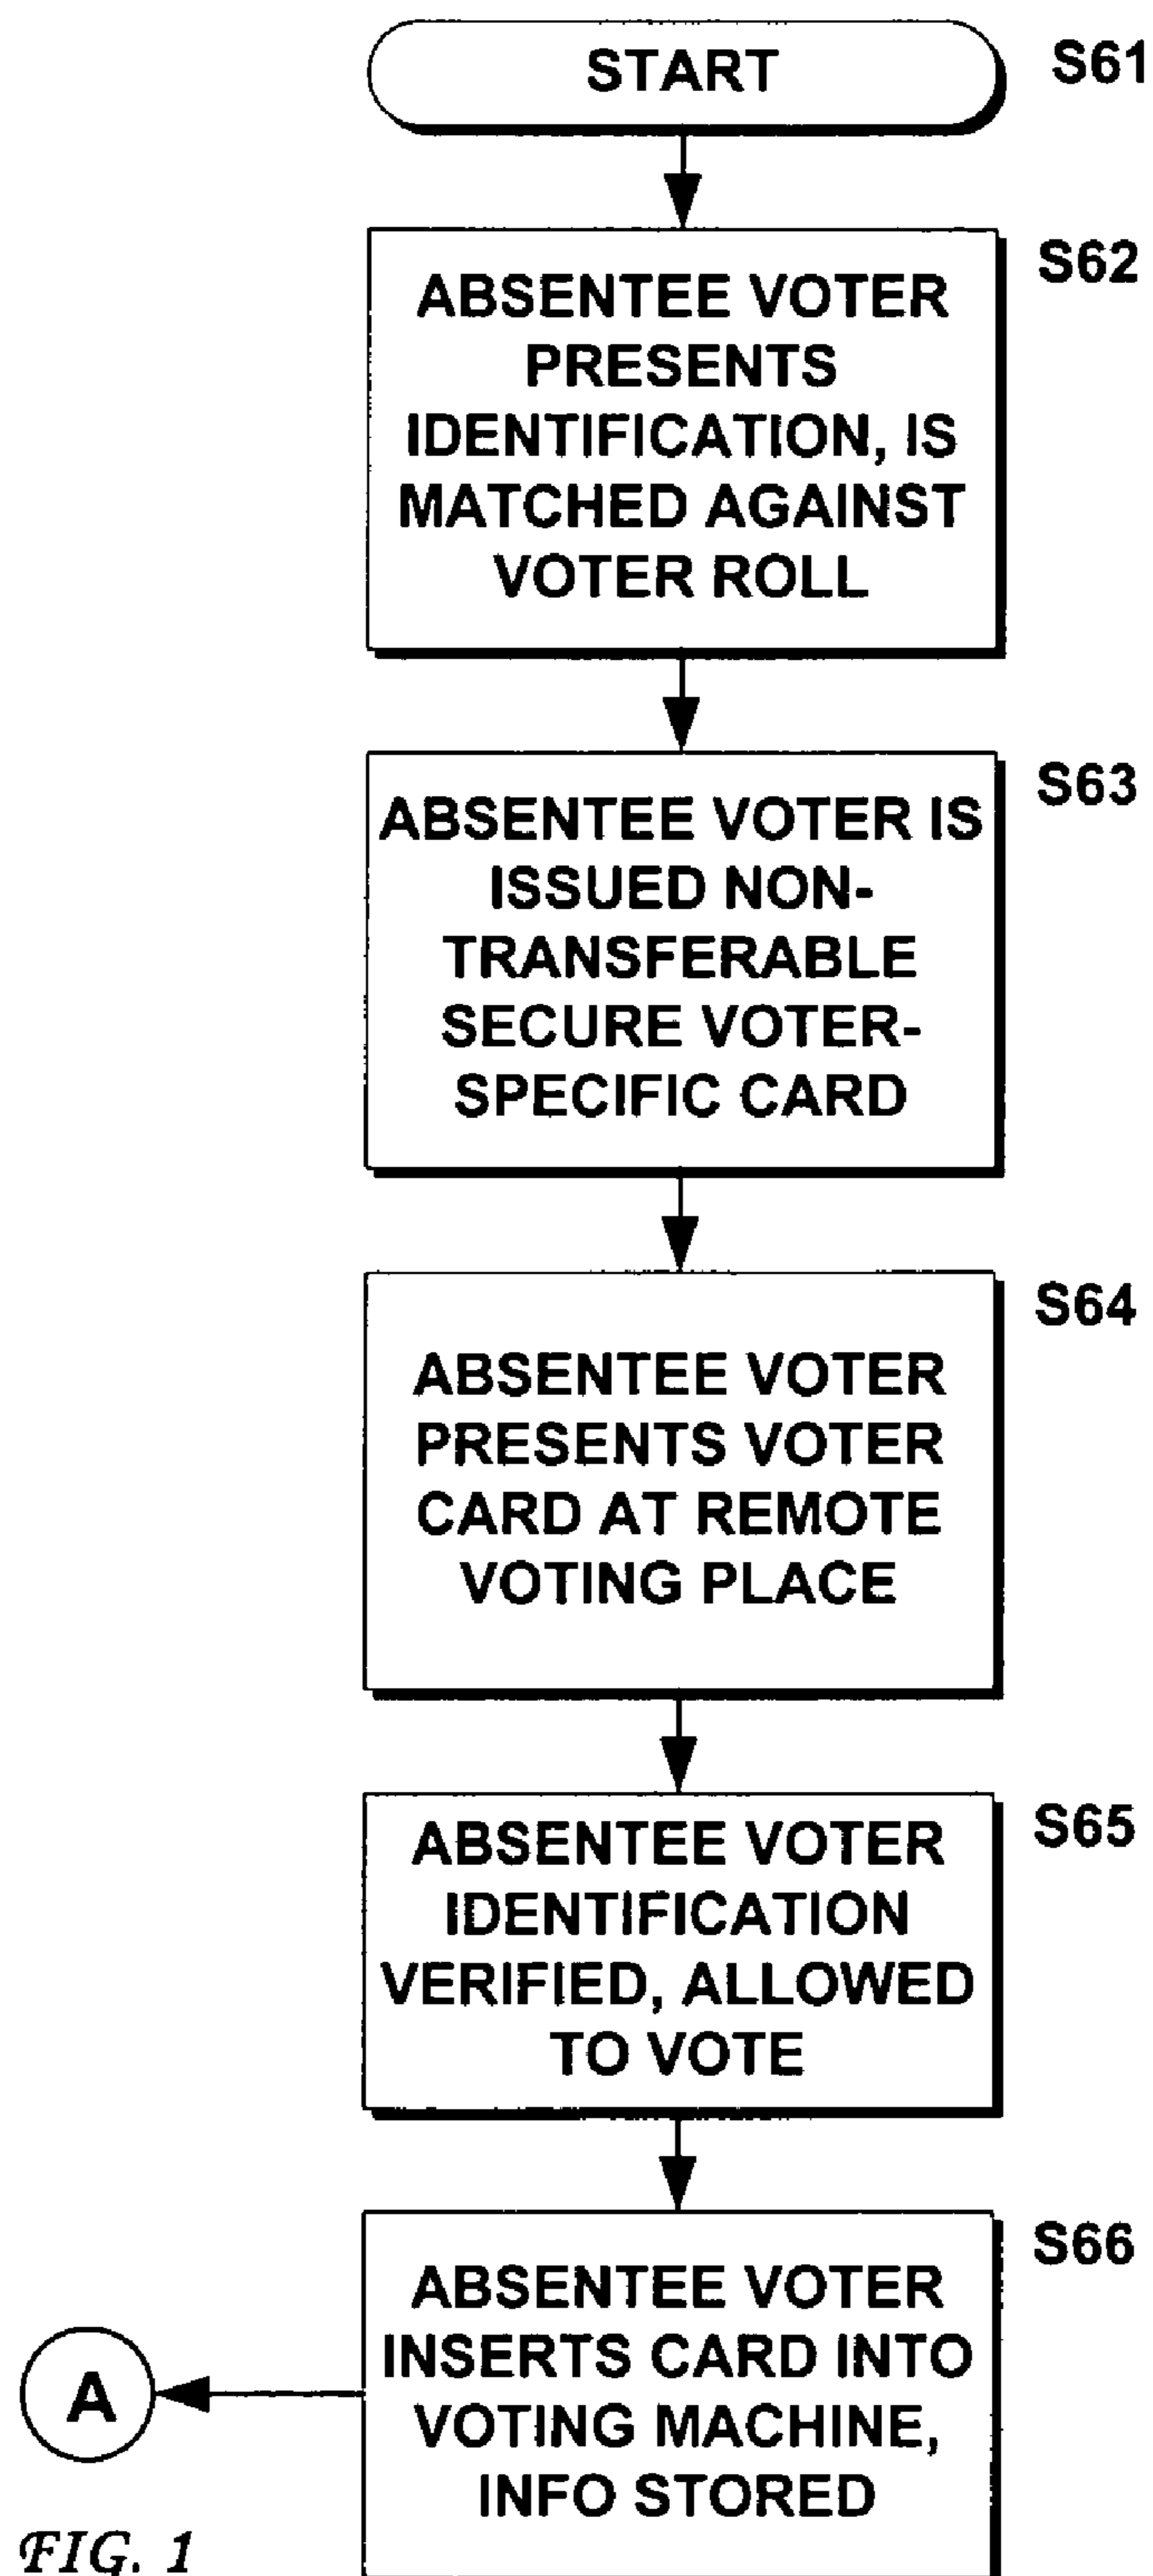 START
S61
ABSENTEE VOTER
PRESENTS
IDENTIFICATION, IS
MATCHED AGAINST
VOTER ROLL
S62
ABSENTEE VOTER IS
ISSUED NON-
TRANSFERABLE
SECURE VOTER-
SPECIFIC CARD
S63
ABSENTEE VOTER
PRESENTS VOTER
CARD AT REMOTE
VOTING PLACE
S64
ABSENTEE VOTER
IDENTIFICATION
VERIFIED, ALLOWED
TO VOTE
S65
ABSENTEE VOTER
INSERTS CARD INTO
VOTING MACHINE,
INFO STORED
S66
A
FIG. 1